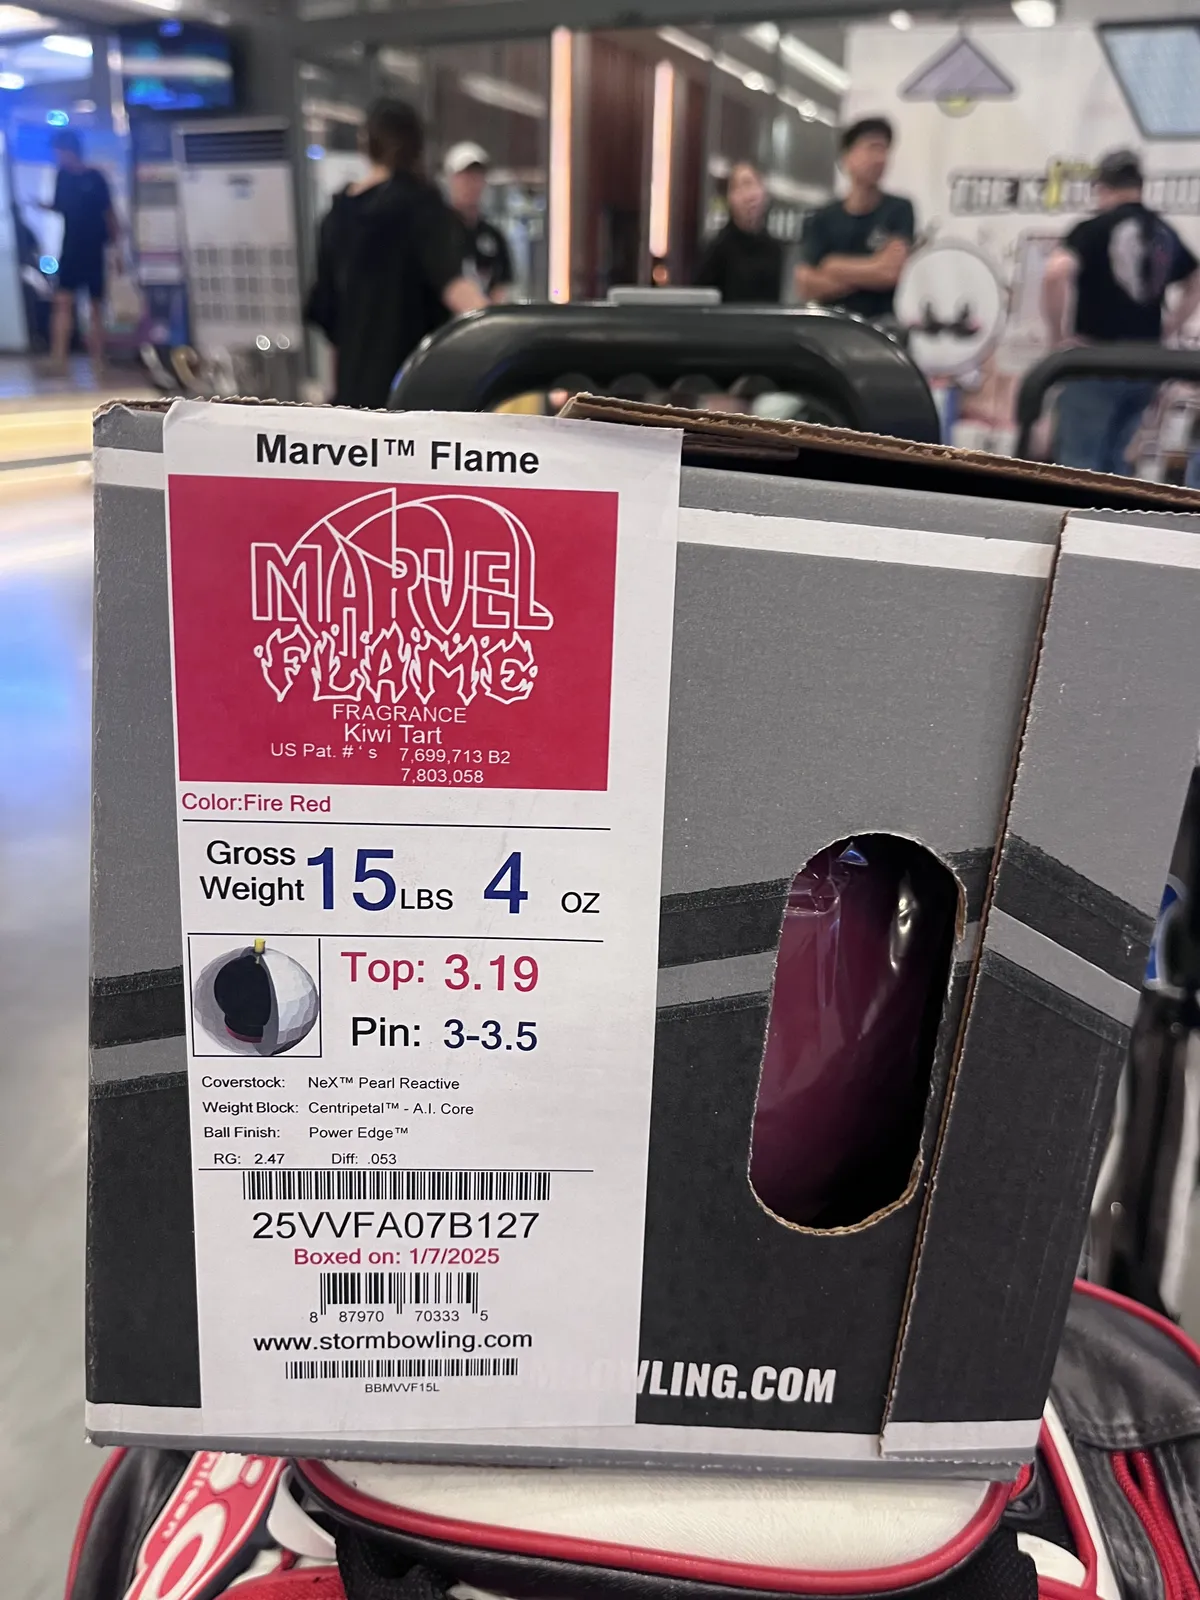 Marvel™ Flame
MARVEL
FLAME
FRAGRANCE
Kiwi Tart
US Pat. # ' s 7,699,713 B2
7,803,058
Color:Fire Red
Gross
Weight 15 LBS 4 OZ
Top: 3.19
Pin: 3-3.5
Coverstock: NeX™ Pearl Reactive
Weight Block: Centripetal™ - A.I. Core
Ball Finish: Power Edge™
RG: 2.47 Diff: .053
25VVFA07B127
Boxed on: 1/7/2025
8 87970 70333 5
www.stormbowling.com
BBMVVF15L
WLING.COM
THE